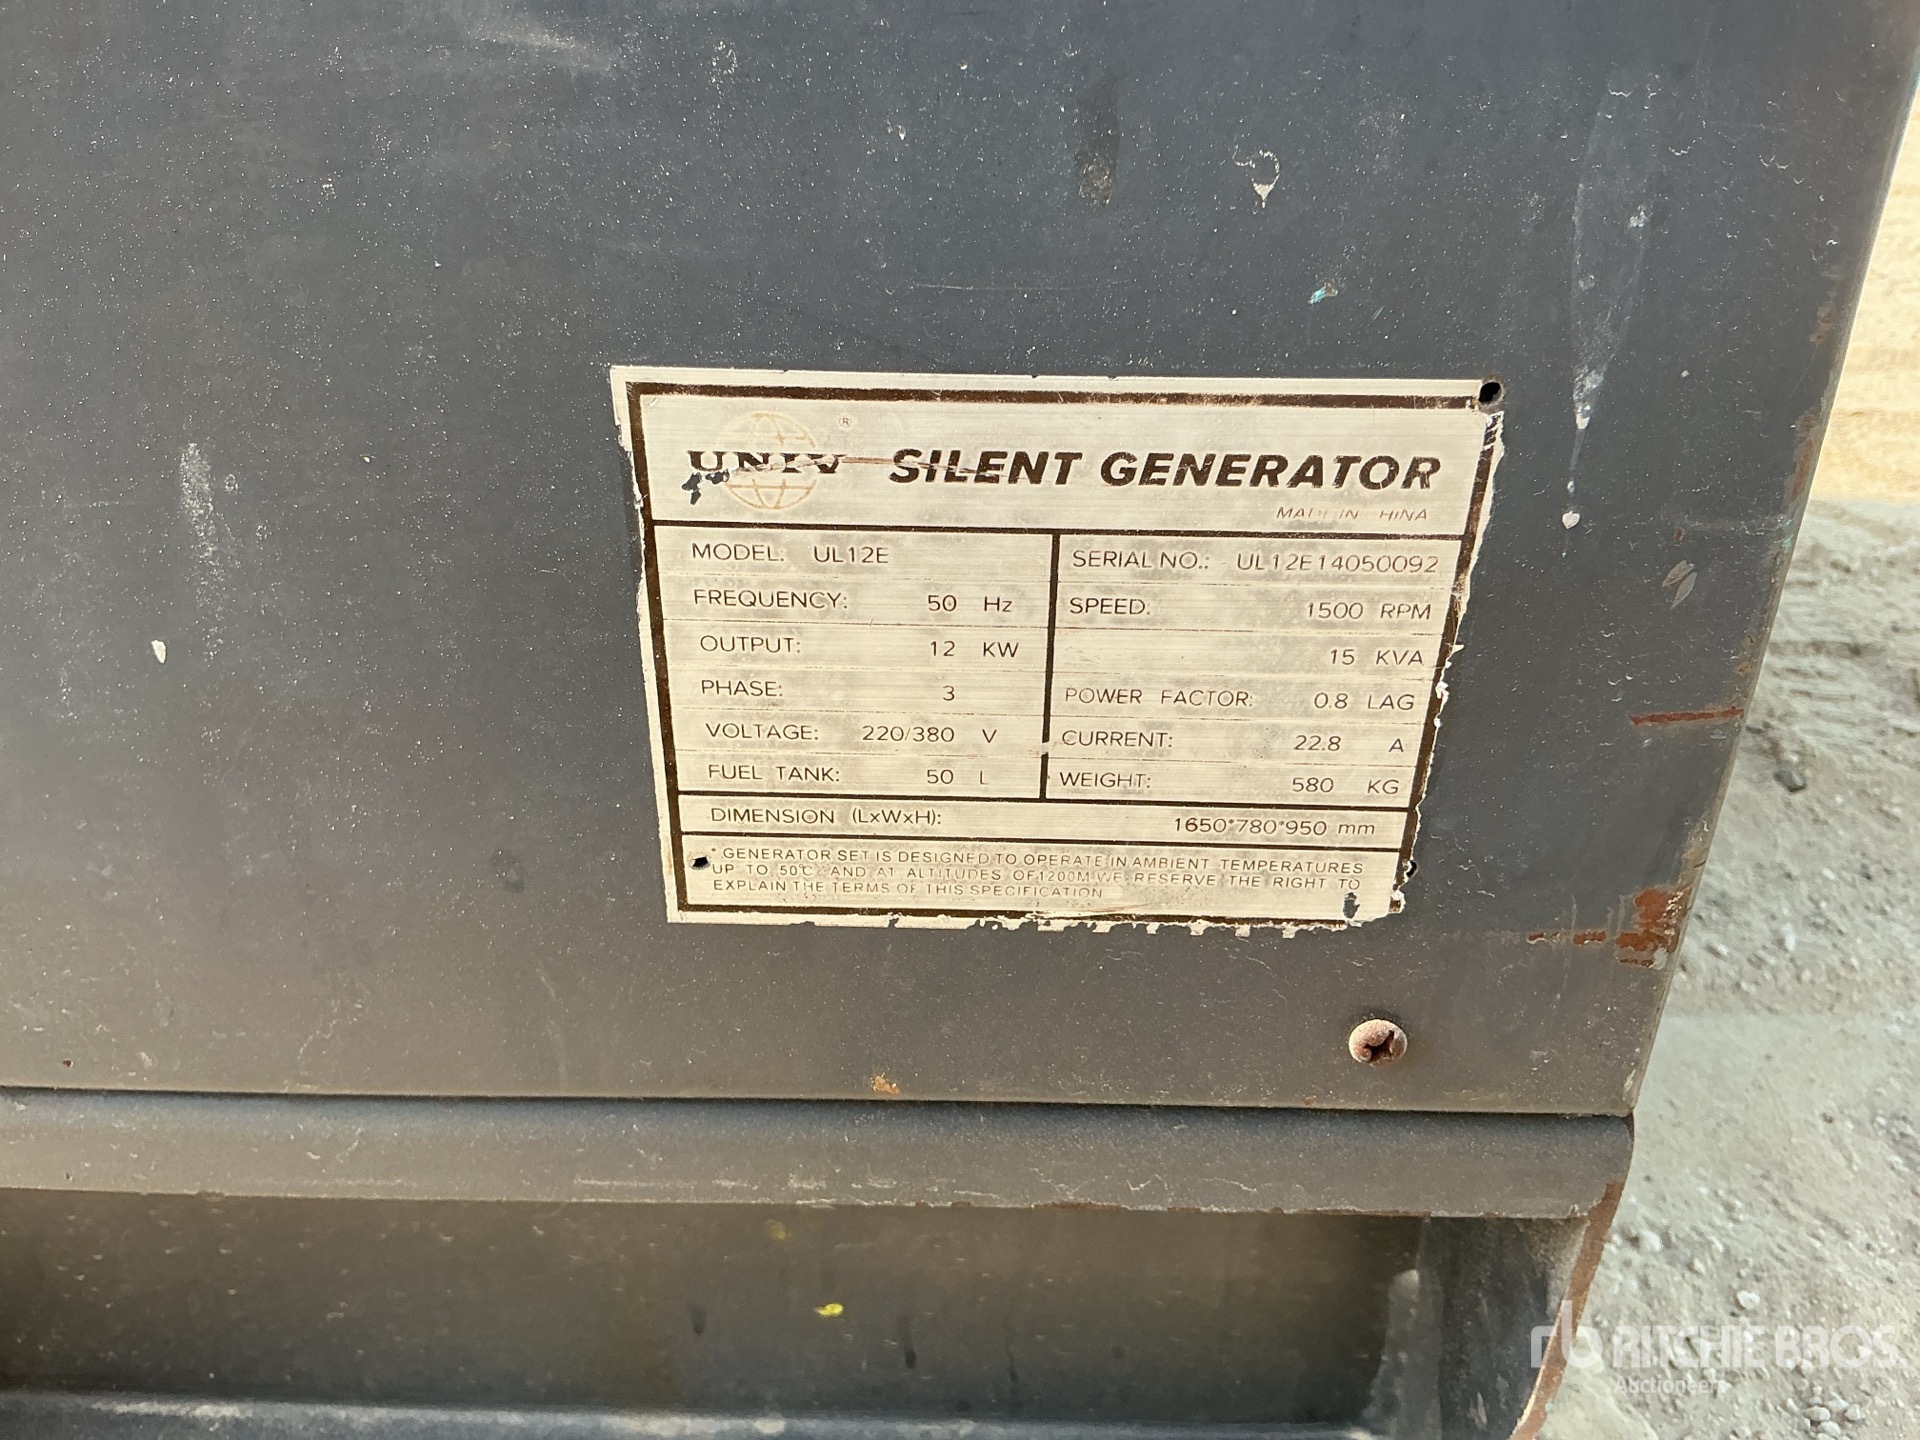 UNIV ® SILENT GENERATOR
MADE IN CHINA
MODEL: UL12E
SERIAL NO.: UL12E14050092
FREQUENCY: 50 Hz
SPEED: 1500 RPM
OUTPUT: 12 KW
15 KVA
PHASE: 3
POWER FACTOR: 0.8 LAG
VOLTAGE: 220/380 V
CURRENT: 22.8 A
FUEL TANK: 50 L
WEIGHT: 580 KG
DIMENSION (LxWxH): 1650*780*950 mm
* GENERATOR SET IS DESIGNED TO OPERATE IN AMBIENT TEMPERATURES
UP TO 50°C AND AT ALTITUDES OF 1200M.WE RESERVE THE RIGHT TO
EXPLAIN THE TERMS OF THIS SPECIFICATION
rb RITCHIE BROS.
Auctioneers